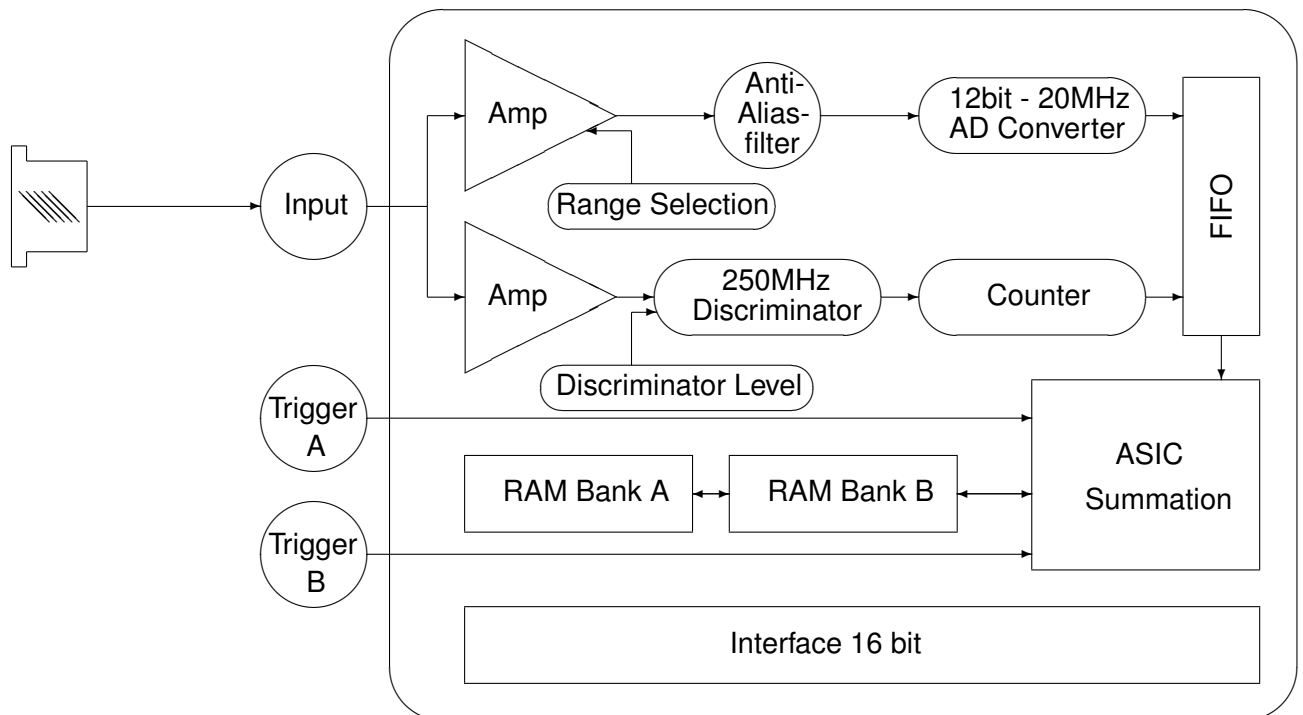 Amp
Anti-
Alias-
filter
12bit - 20MHz
AD Converter
FIFO
Input
Range Selection
Amp
250MHz
Discriminator
Counter
Discriminator Level
Trigger
A
ASIC
Summation
RAM Bank A
RAM Bank B
Trigger
B
Interface 16 bit